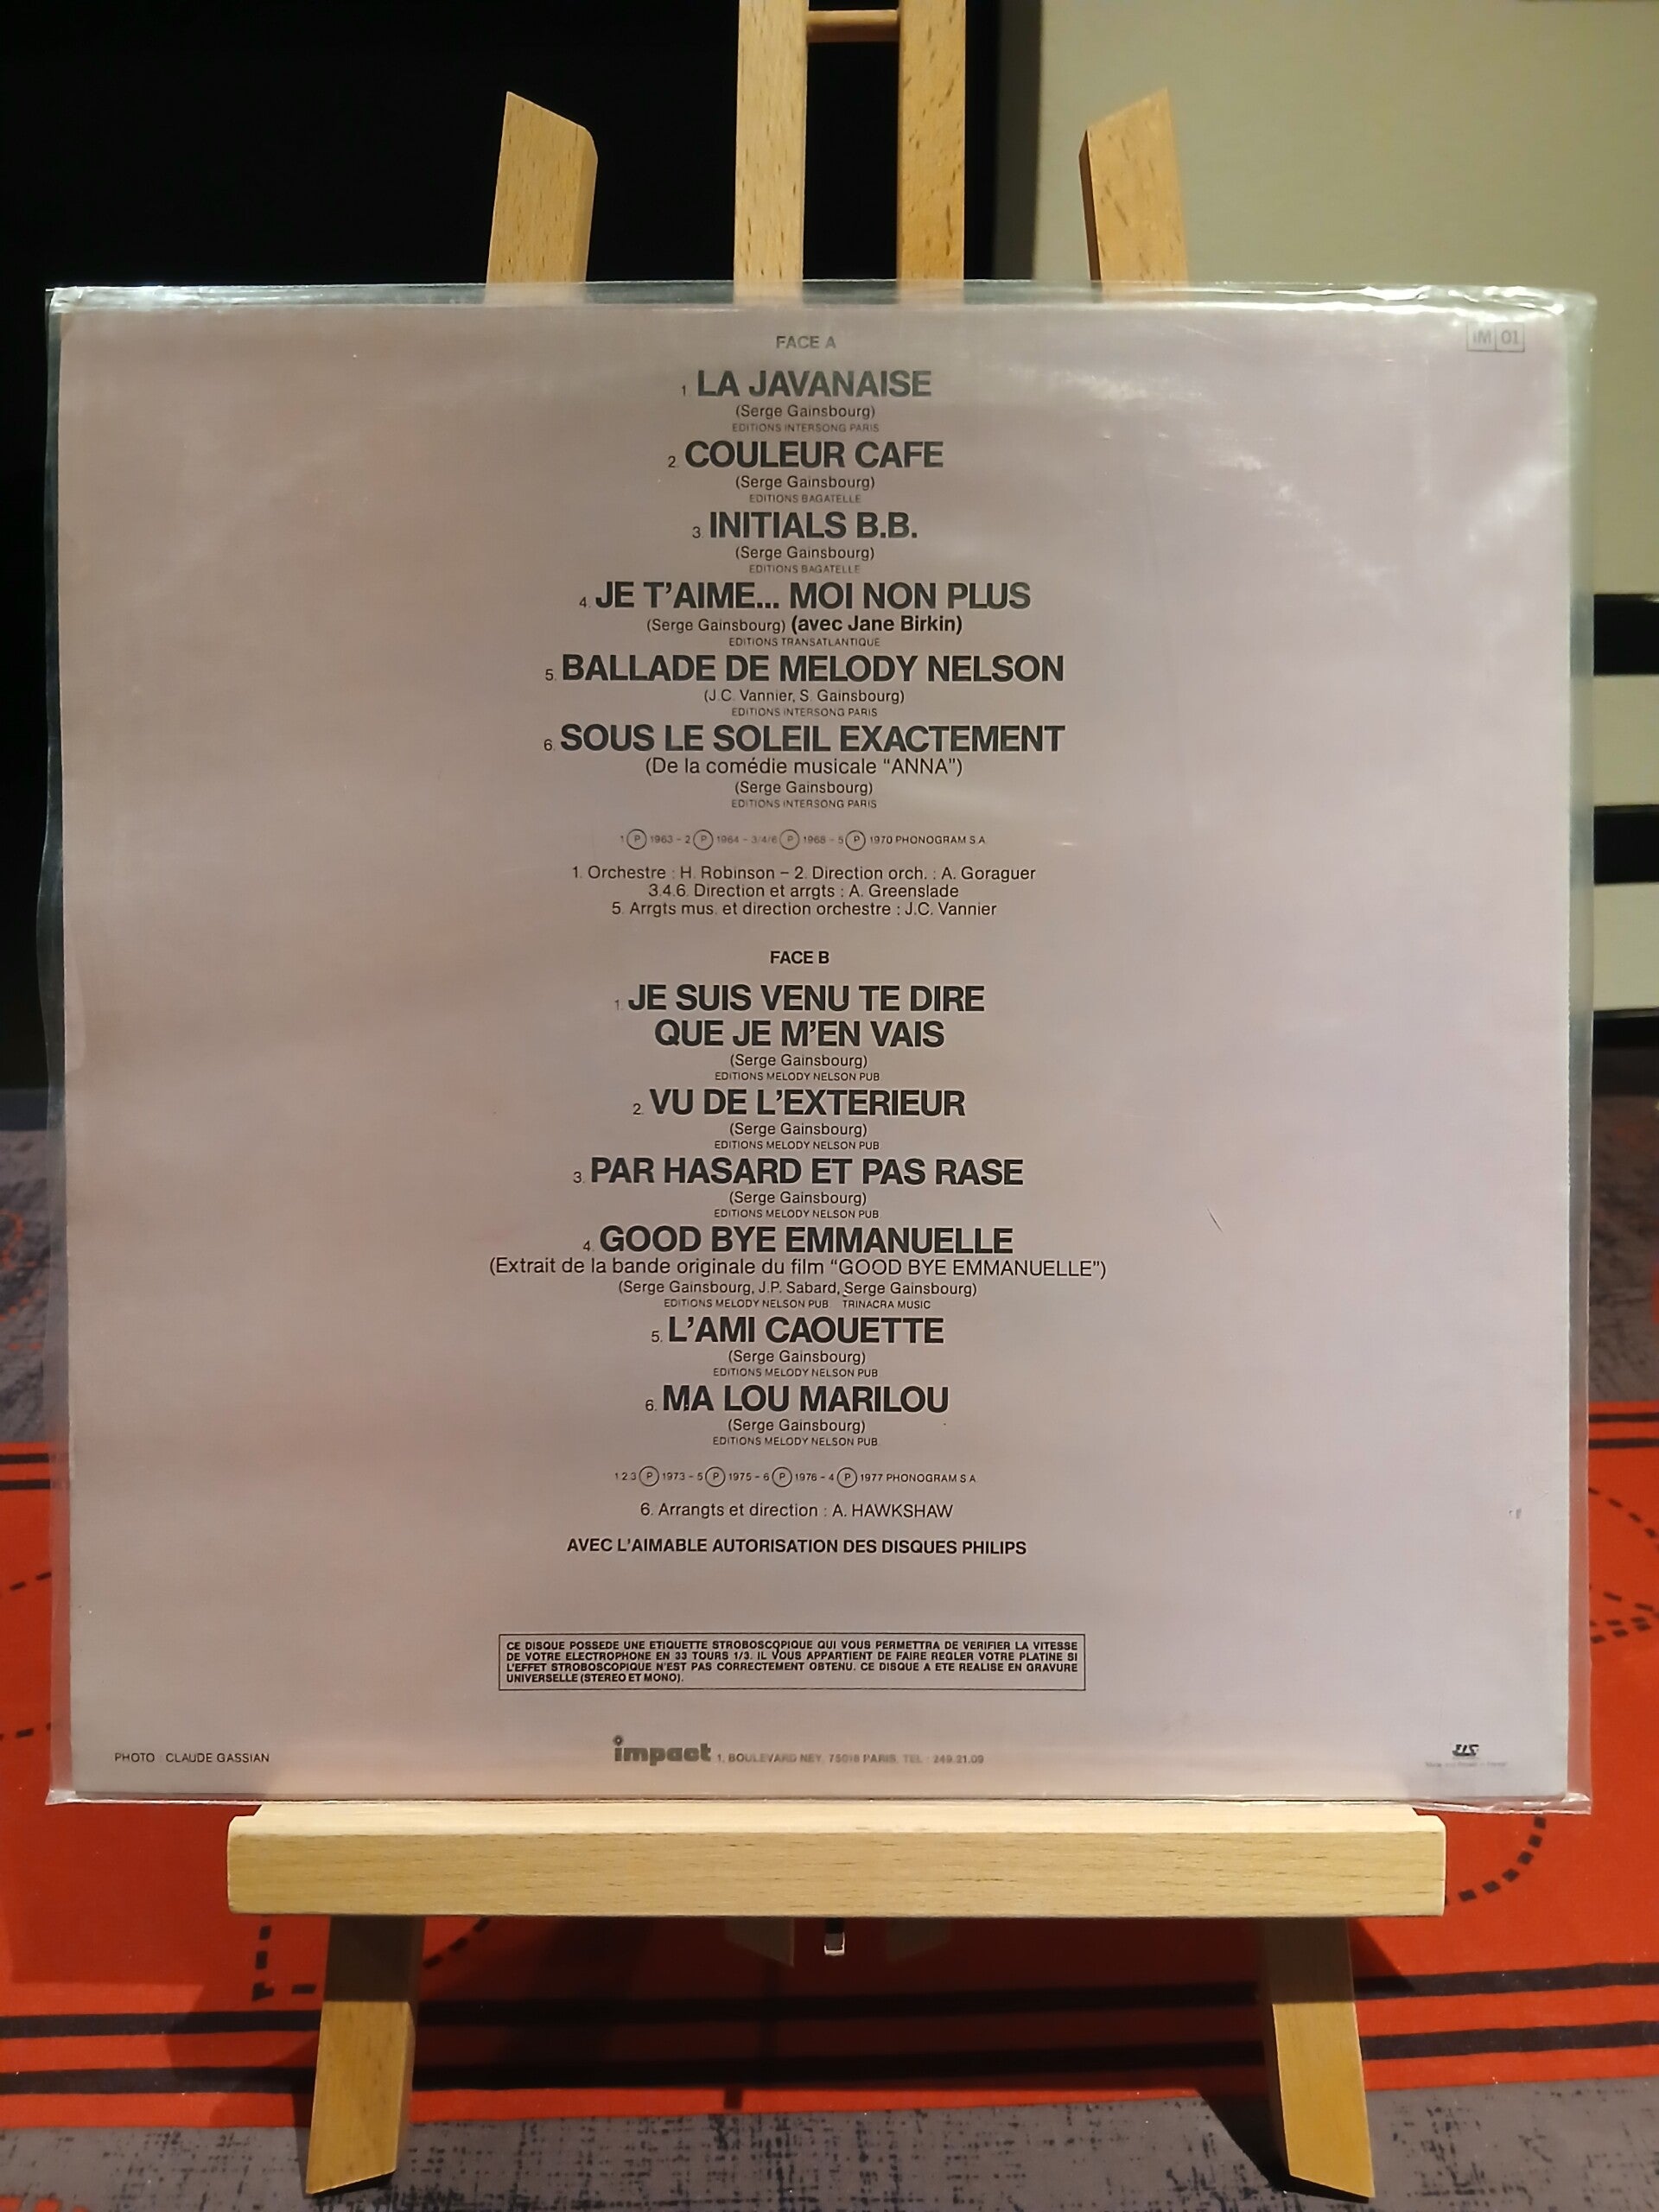 FACE A
IM 01
1. LA JAVANAISE
(Serge Gainsbourg)
EDITIONS INTERSONG PARIS
2. COULEUR CAFE
(Serge Gainsbourg)
EDITIONS BAGATELLE
3. INITIALS B.B.
(Serge Gainsbourg)
EDITIONS BAGATELLE
4. JE T'AIME... MOI NON PLUS
(Serge Gainsbourg) (avec Jane Birkin)
EDITIONS TRANSATLANTIQUE
5. BALLADE DE MELODY NELSON
(J.C. Vannier, S. Gainsbourg)
EDITIONS INTERSONG PARIS
6. SOUS LE SOLEIL EXACTEMENT
(De la comédie musicale “ANNA”)
(Serge Gainsbourg)
EDITIONS INTERSONG PARIS
1 Ⓟ 1963 - 2 Ⓟ 1964 - 3/4/6 Ⓟ 1968 - 5 Ⓟ 1970 PHONOGRAM S.A.
1. Orchestre : H. Robinson – 2. Direction orch. : A. Goraguer
3.4.6. Direction et arrgts : A. Greenslade
5. Arrgts mus. et direction orchestre : J.C. Vannier
FACE B
1. JE SUIS VENU TE DIRE
QUE JE M'EN VAIS
(Serge Gainsbourg)
EDITIONS MELODY NELSON PUB
2. VU DE L'EXTERIEUR
(Serge Gainsbourg)
EDITIONS MELODY NELSON PUB
3. PAR HASARD ET PAS RASE
(Serge Gainsbourg)
EDITIONS MELODY NELSON PUB
4. GOOD BYE EMMANUELLE
(Extrait de la bande originale du film “GOOD BYE EMMANUELLE”)
(Serge Gainsbourg, J.P. Sabard, Serge Gainsbourg)
EDITIONS MELODY NELSON PUB TRINACRA MUSIC
5. L'AMI CAOUETTE
(Serge Gainsbourg)
EDITIONS MELODY NELSON PUB
6. MA LOU MARILOU
(Serge Gainsbourg)
EDITIONS MELODY NELSON PUB
1 2 3 Ⓟ 1973 - 5 Ⓟ 1975 - 6 Ⓟ 1976 - 4 Ⓟ 1977 PHONOGRAM S.A.
6. Arrangts et direction : A. HAWKSHAW
AVEC L'AIMABLE AUTORISATION DES DISQUES PHILIPS
CE DISQUE POSSEDE UNE ETIQUETTE STROBOSCOPIQUE QUI VOUS PERMETTRA DE VERIFIER LA VITESSE
DE VOTRE ELECTROPHONE EN 33 TOURS 1/3. IL VOUS APPARTIENT DE FAIRE REGLER VOTRE PLATINE SI
L'EFFET STROBOSCOPIQUE N'EST PAS CORRECTEMENT OBTENU. CE DISQUE A ETE REALISE EN GRAVURE
UNIVERSELLE (STEREO ET MONO).
PHOTO : CLAUDE GASSIAN
impact 1, BOULEVARD NEY, 75018 PARIS. TEL : 249.21.09